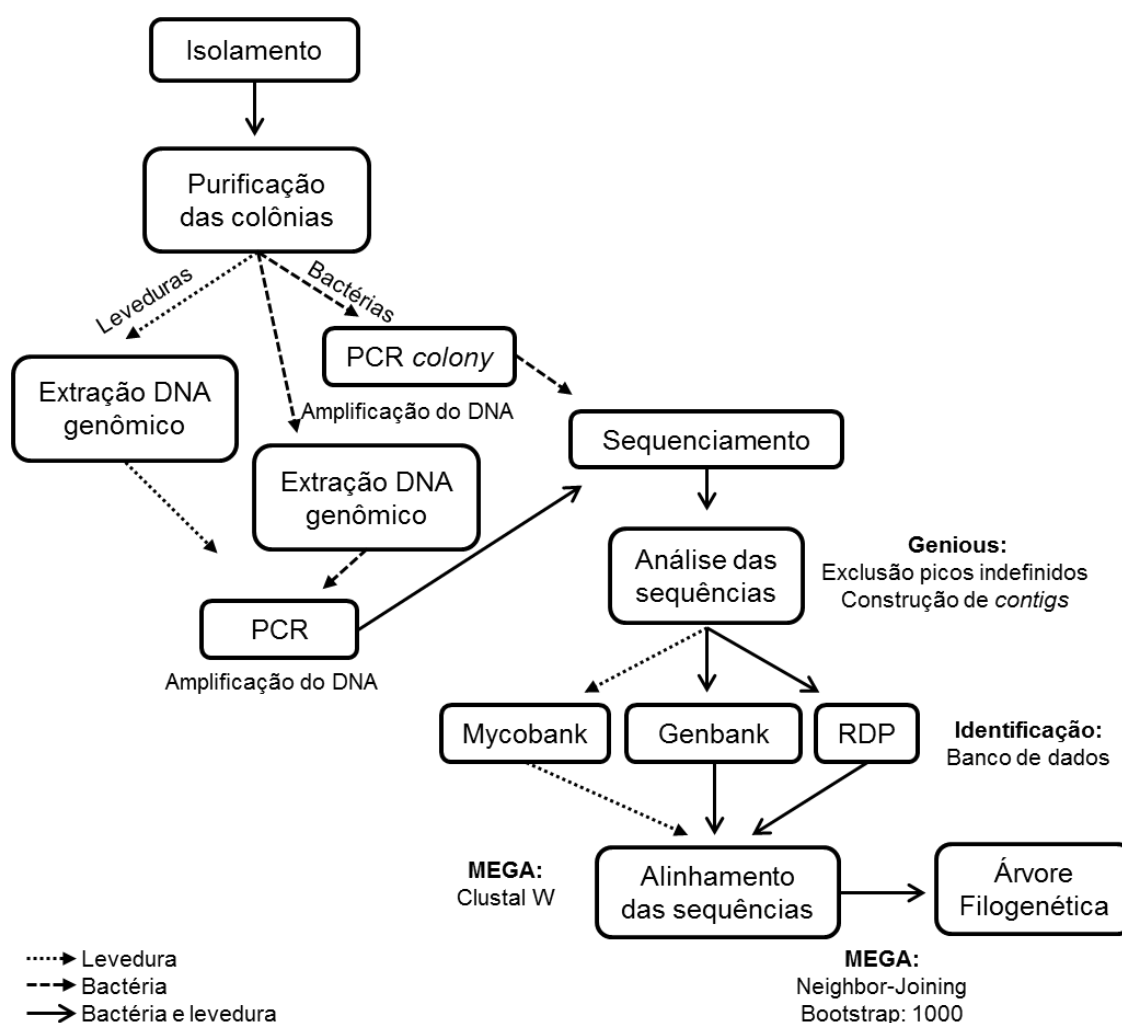 Isolamento
Purificação
das colônias
Leveduras
Bactérias
PCR colony
Amplificação do DNA
Extração DNA
genômico
Extração DNA
genômico
PCR
Amplificação do DNA
Sequenciamento
Análise das
sequências
Genious:
Exclusão picos indefinidos
Construção de contigs
Mycobank
Genbank
RDP
Identificação:
Banco de dados
MEGA:
Clustal W
Alinhamento
das sequências
Árvore
Filogenética
MEGA:
Neighbor-Joining
Bootstrap: 1000
Levedura
Bactéria
Bactéria e levedura